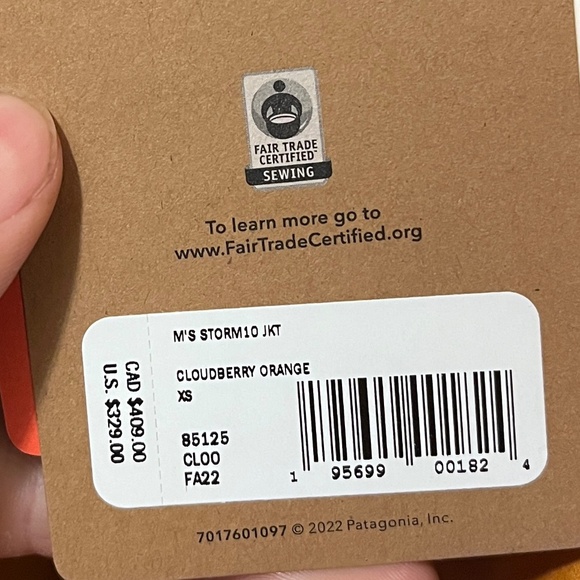 FAIR TRADE
CERTIFIED™
SEWING
To learn more go to
www.FairTradeCertified.org
CAD $409.00
U.S. $329.00
M'S STORM10 JKT
CLOUDBERRY ORANGE
XS
85125
CLOO
FA22
1 95699 00182 4
7017601097 © 2022 Patagonia, Inc.